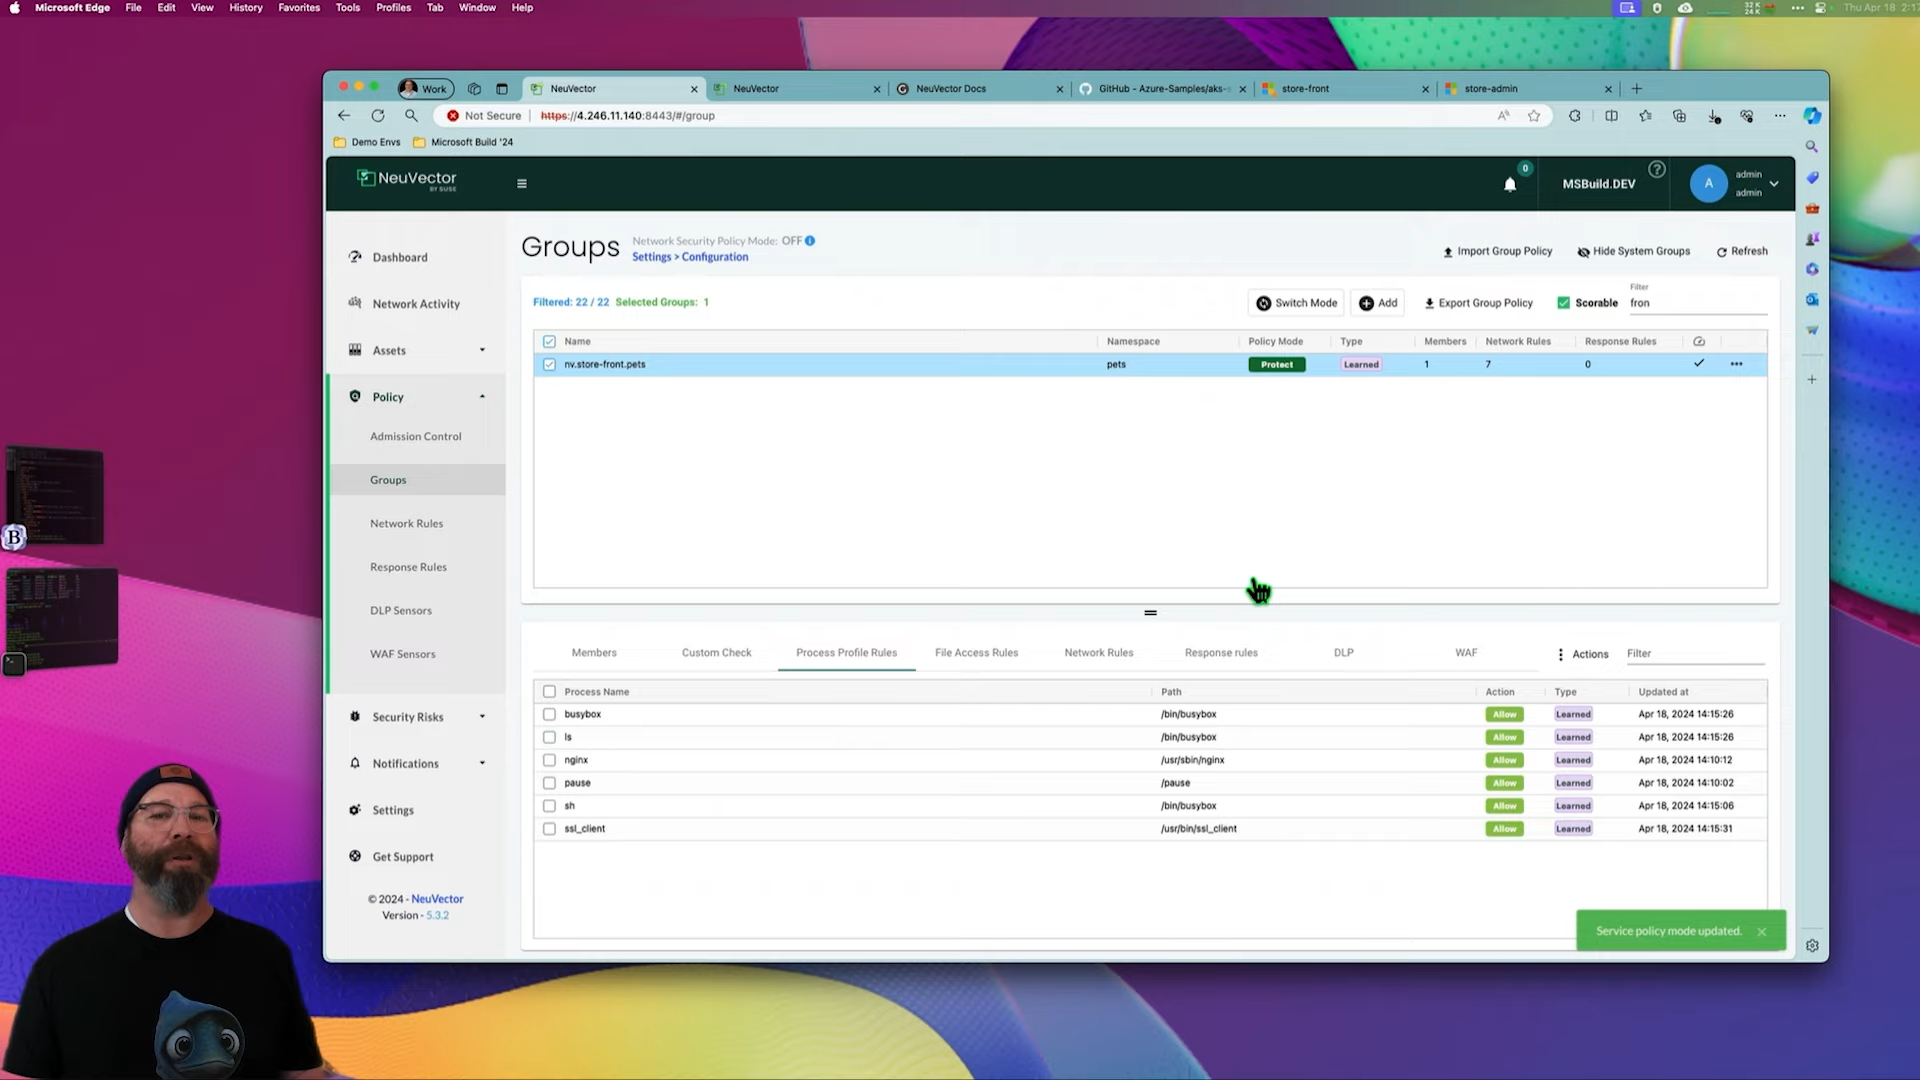 Microsoft Edge File Edit View History Favorites Tools Profiles Tab Window Help
32 K
24 K
Thu Apr 18 2:1
Work NeuVector NeuVector NeuVector Docs GitHub - Azure-Samples/aks-s store-front store-admin
Not Secure https://4.246.11.140:8443/#/group
Demo Envs Microsoft Build '24
NeuVector
BY SUSE
0
MSBuild.DEV
A
admin
admin
Dashboard
Network Activity
Assets
Policy
Admission Control
Groups
Network Rules
Response Rules
DLP Sensors
WAF Sensors
Security Risks
Notifications
Settings
Get Support
© 2024 - NeuVector
Version - 5.3.2
Groups
Network Security Policy Mode: OFF
Settings > Configuration
Import Group Policy Hide System Groups Refresh
Filtered: 22 / 22 Selected Groups: 1
Switch Mode Add Export Group Policy Scorable
Filter
fron
Name Namespace Policy Mode Type Members Network Rules Response Rules
nv.store-front.pets pets Protect Learned 1 7 0
Members Custom Check Process Profile Rules File Access Rules Network Rules Response rules DLP WAF Actions Filter
Process Name Path Action Type Updated at
busybox /bin/busybox Allow Learned Apr 18, 2024 14:15:26
ls /bin/busybox Allow Learned Apr 18, 2024 14:15:26
nginx /usr/sbin/nginx Allow Learned Apr 18, 2024 14:10:12
pause /pause Allow Learned Apr 18, 2024 14:10:02
sh /bin/busybox Allow Learned Apr 18, 2024 14:15:06
ssl_client /usr/bin/ssl_client Allow Learned Apr 18, 2024 14:15:31
Service policy mode updated.
B